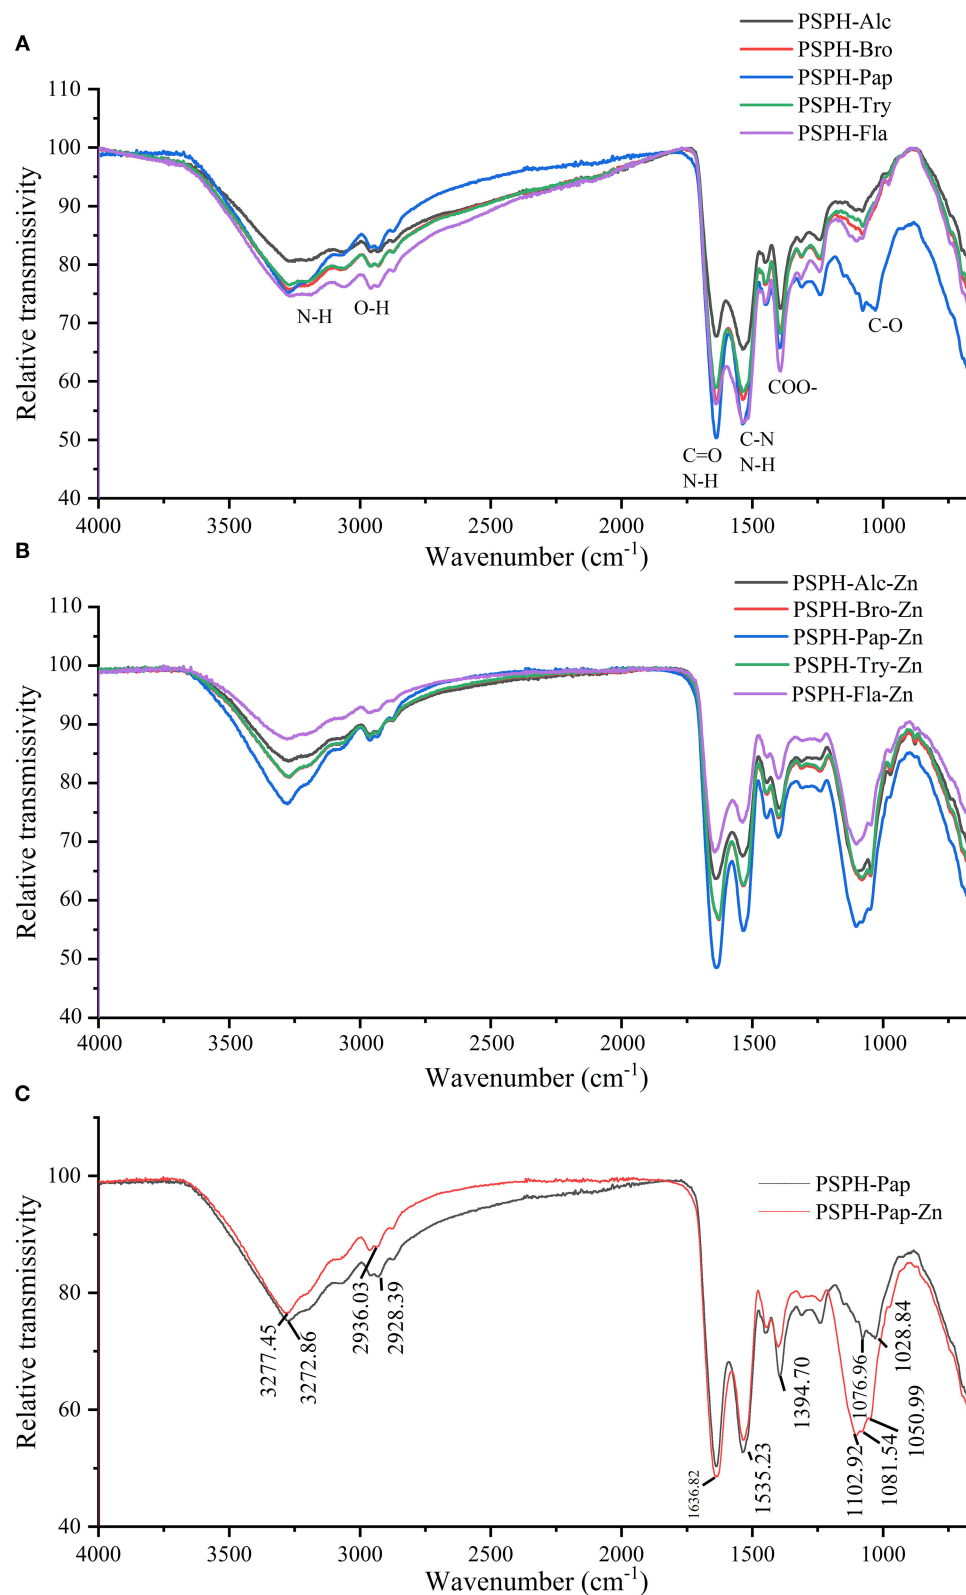 A
PSPH-Alc
PSPH-Bro
PSPH-Pap
PSPH-Try
PSPH-Fla
Relative transmissivity
110
100
90
80
70
60
50
40
N-H
O-H
C=O
N-H
C-N
N-H
COO-
C-O
4000 3500 3000 2500 2000 1500 1000
Wavenumber (cm⁻¹)
B
PSPH-Alc-Zn
PSPH-Bro-Zn
PSPH-Pap-Zn
PSPH-Try-Zn
PSPH-Fla-Zn
Relative transmissivity
110
100
90
80
70
60
50
40
4000 3500 3000 2500 2000 1500 1000
Wavenumber (cm⁻¹)
C
PSPH-Pap
PSPH-Pap-Zn
Relative transmissivity
100
80
60
40
3277.45
3272.86
2936.03
2928.39
1636.82
1535.23
1394.70
1102.92
1076.96
1081.54
1050.99
1028.84
4000 3500 3000 2500 2000 1500 1000
Wavenumber (cm⁻¹)